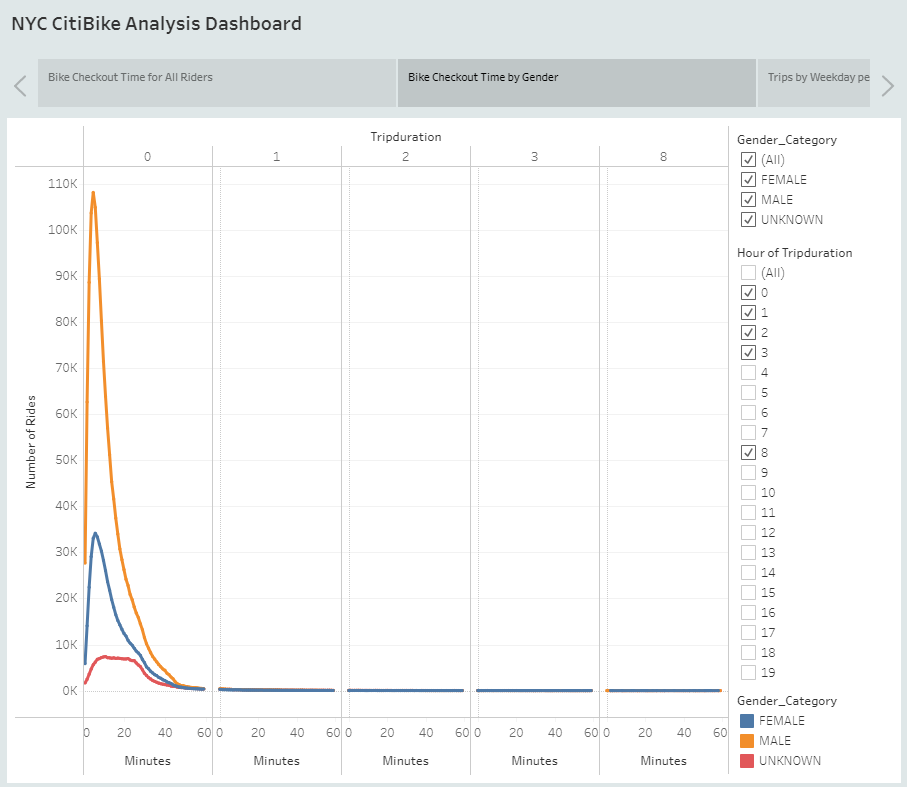 NYC CitiBike Analysis Dashboard
Bike Checkout Time for All Riders
Bike Checkout Time by Gender
Trips by Weekday pe
Tripduration
0 1 2 3 8
110K
100K
90K
80K
70K
60K
50K
40K
30K
20K
10K
0K
Number of Rides
0 20 40 60 0 20 40 60 0 20 40 60 0 20 40 60 0 20 40 60
Minutes Minutes Minutes Minutes Minutes
Gender_Category
(All)
FEMALE
MALE
UNKNOWN
Hour of Tripduration
(All)
0
1
2
3
4
5
6
7
8
9
10
11
12
13
14
15
16
17
18
19
Gender_Category
FEMALE
MALE
UNKNOWN